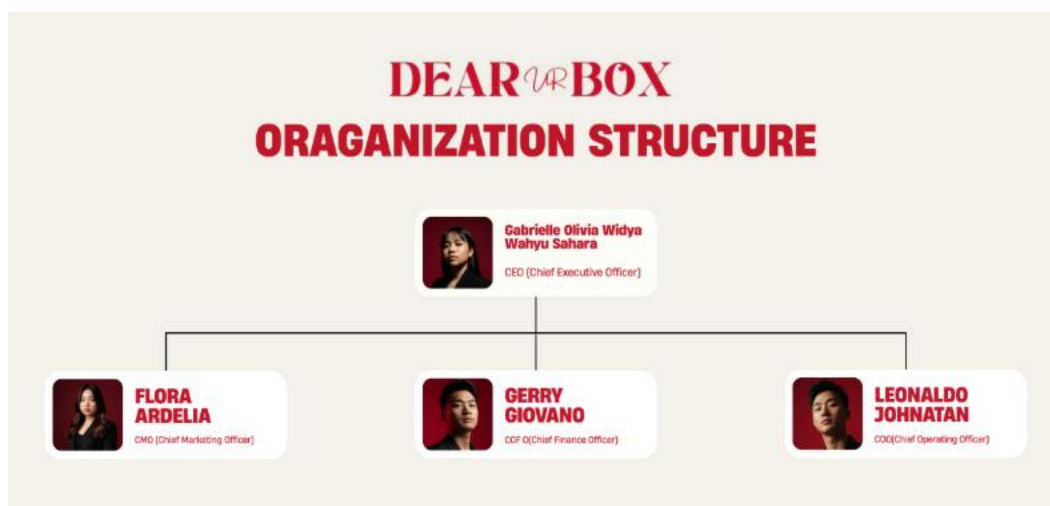 DEAR UR BOX
ORAGANIZATION STRUCTURE
Gabrielle Olivia Widya
Wahyu Sahara
CEO (Chief Executive Officer)
FLORA
ARDELIA
CMO (Chief Marketing Officer)
GERRY
GIOVANO
CCF O(Chief Finance Officer)
LEONALDO
JOHNATAN
COO(Chief Operating Officer)